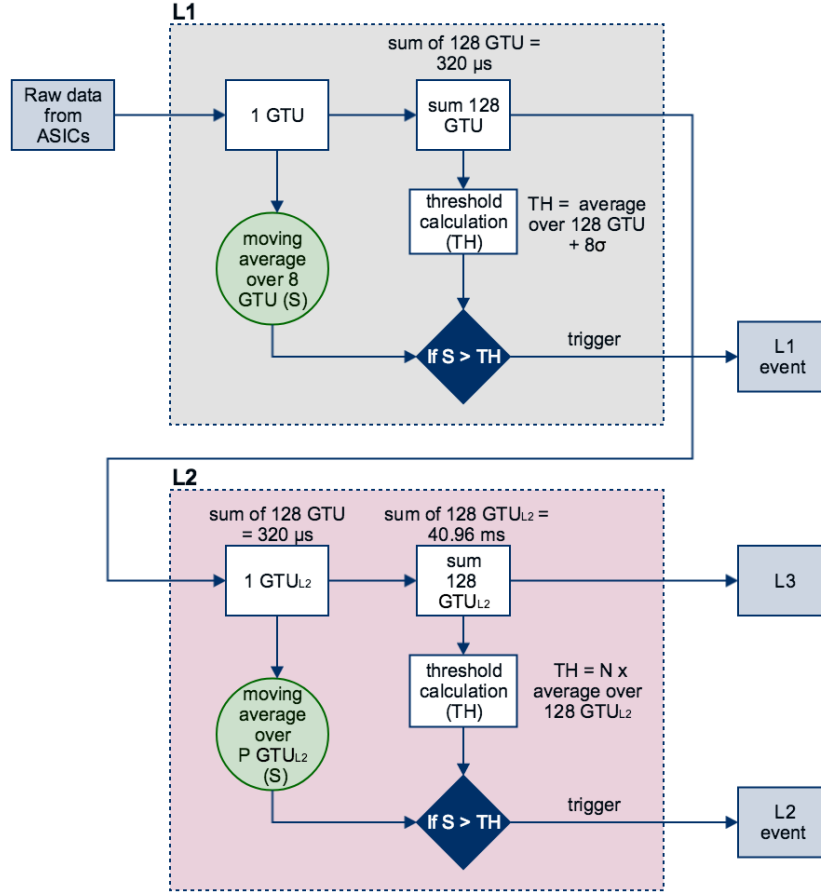 L1
sum of 128 GTU =
320 µs
Raw data
from
ASICs
1 GTU
sum 128
GTU
threshold
calculation
(TH)
TH = average
over 128 GTU
+ 8σ
moving
average
over 8
GTU (S)
If S > TH
trigger
L1
event
L2
sum of 128 GTU
= 320 µs
sum of 128 GTUL2 =
40.96 ms
1 GTUL2
sum
128
GTUL2
L3
threshold
calculation
(TH)
TH = N x
average over
128 GTUL2
moving
average
over
P GTUL2
(S)
If S > TH
trigger
L2
event